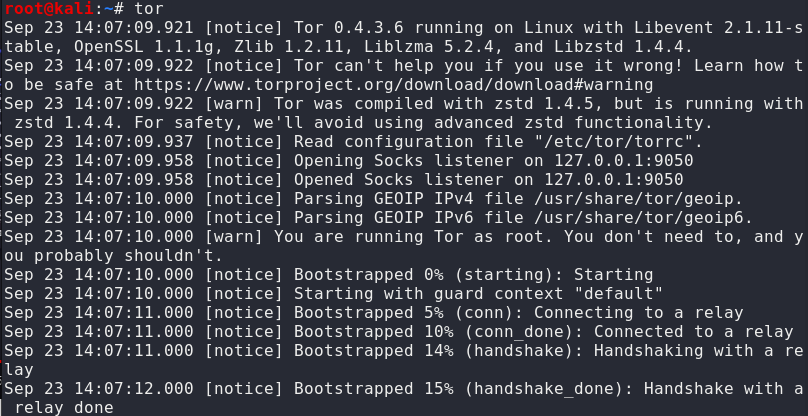 root@kali:~# tor
Sep 23 14:07:09.921 [notice] Tor 0.4.3.6 running on Linux with Libevent 2.1.11-s
table, OpenSSL 1.1.1g, Zlib 1.2.11, Liblzma 5.2.4, and Libzstd 1.4.4.
Sep 23 14:07:09.922 [notice] Tor can't help you if you use it wrong! Learn how t
o be safe at https://www.torproject.org/download/download#warning
Sep 23 14:07:09.922 [warn] Tor was compiled with zstd 1.4.5, but is running with
 zstd 1.4.4. For safety, we'll avoid using advanced zstd functionality.
Sep 23 14:07:09.937 [notice] Read configuration file "/etc/tor/torrc".
Sep 23 14:07:09.958 [notice] Opening Socks listener on 127.0.0.1:9050
Sep 23 14:07:09.958 [notice] Opened Socks listener on 127.0.0.1:9050
Sep 23 14:07:10.000 [notice] Parsing GEOIP IPv4 file /usr/share/tor/geoip.
Sep 23 14:07:10.000 [notice] Parsing GEOIP IPv6 file /usr/share/tor/geoip6.
Sep 23 14:07:10.000 [warn] You are running Tor as root. You don't need to, and y
ou probably shouldn't.
Sep 23 14:07:10.000 [notice] Bootstrapped 0% (starting): Starting
Sep 23 14:07:10.000 [notice] Starting with guard context "default"
Sep 23 14:07:11.000 [notice] Bootstrapped 5% (conn): Connecting to a relay
Sep 23 14:07:11.000 [notice] Bootstrapped 10% (conn_done): Connected to a relay
Sep 23 14:07:11.000 [notice] Bootstrapped 14% (handshake): Handshaking with a re
lay
Sep 23 14:07:12.000 [notice] Bootstrapped 15% (handshake_done): Handshake with a
 relay done